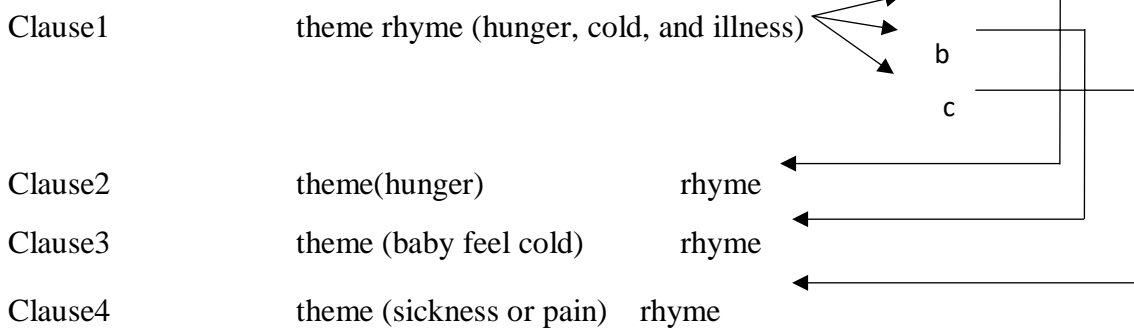 Clause1 theme rhyme (hunger, cold, and illness)
b
c
Clause2 theme(hunger) rhyme
Clause3 theme (baby feel cold) rhyme
Clause4 theme (sickness or pain) rhyme